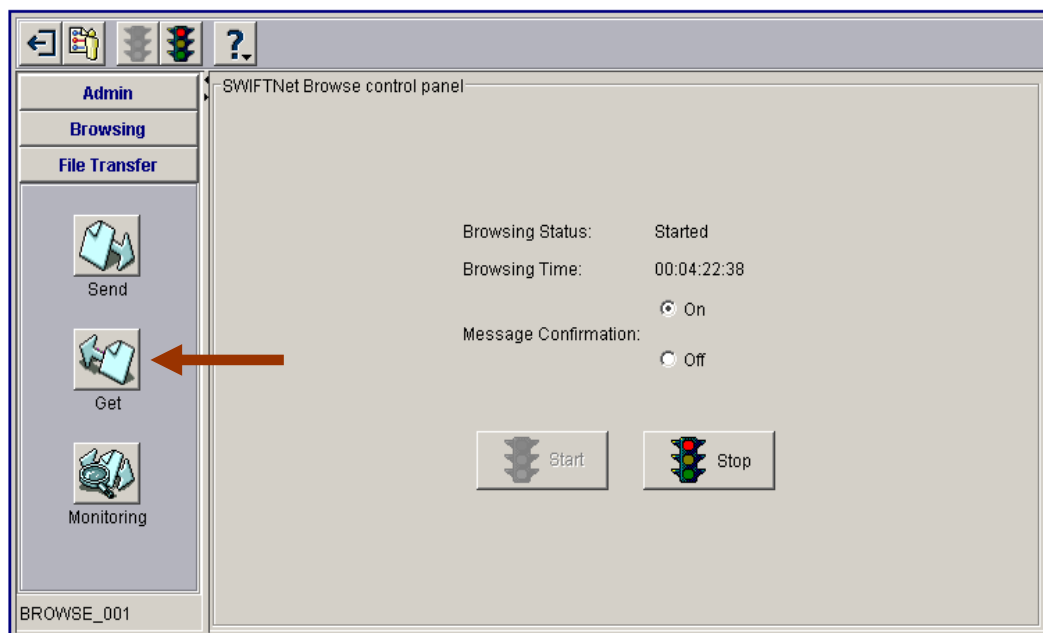 ?
Admin
Browsing
File Transfer
Send
Get
Monitoring
BROWSE_001
SWIFTNet Browse control panel
Browsing Status: Started
Browsing Time: 00:04:22:38
Message Confirmation:
On
Off
Start
Stop